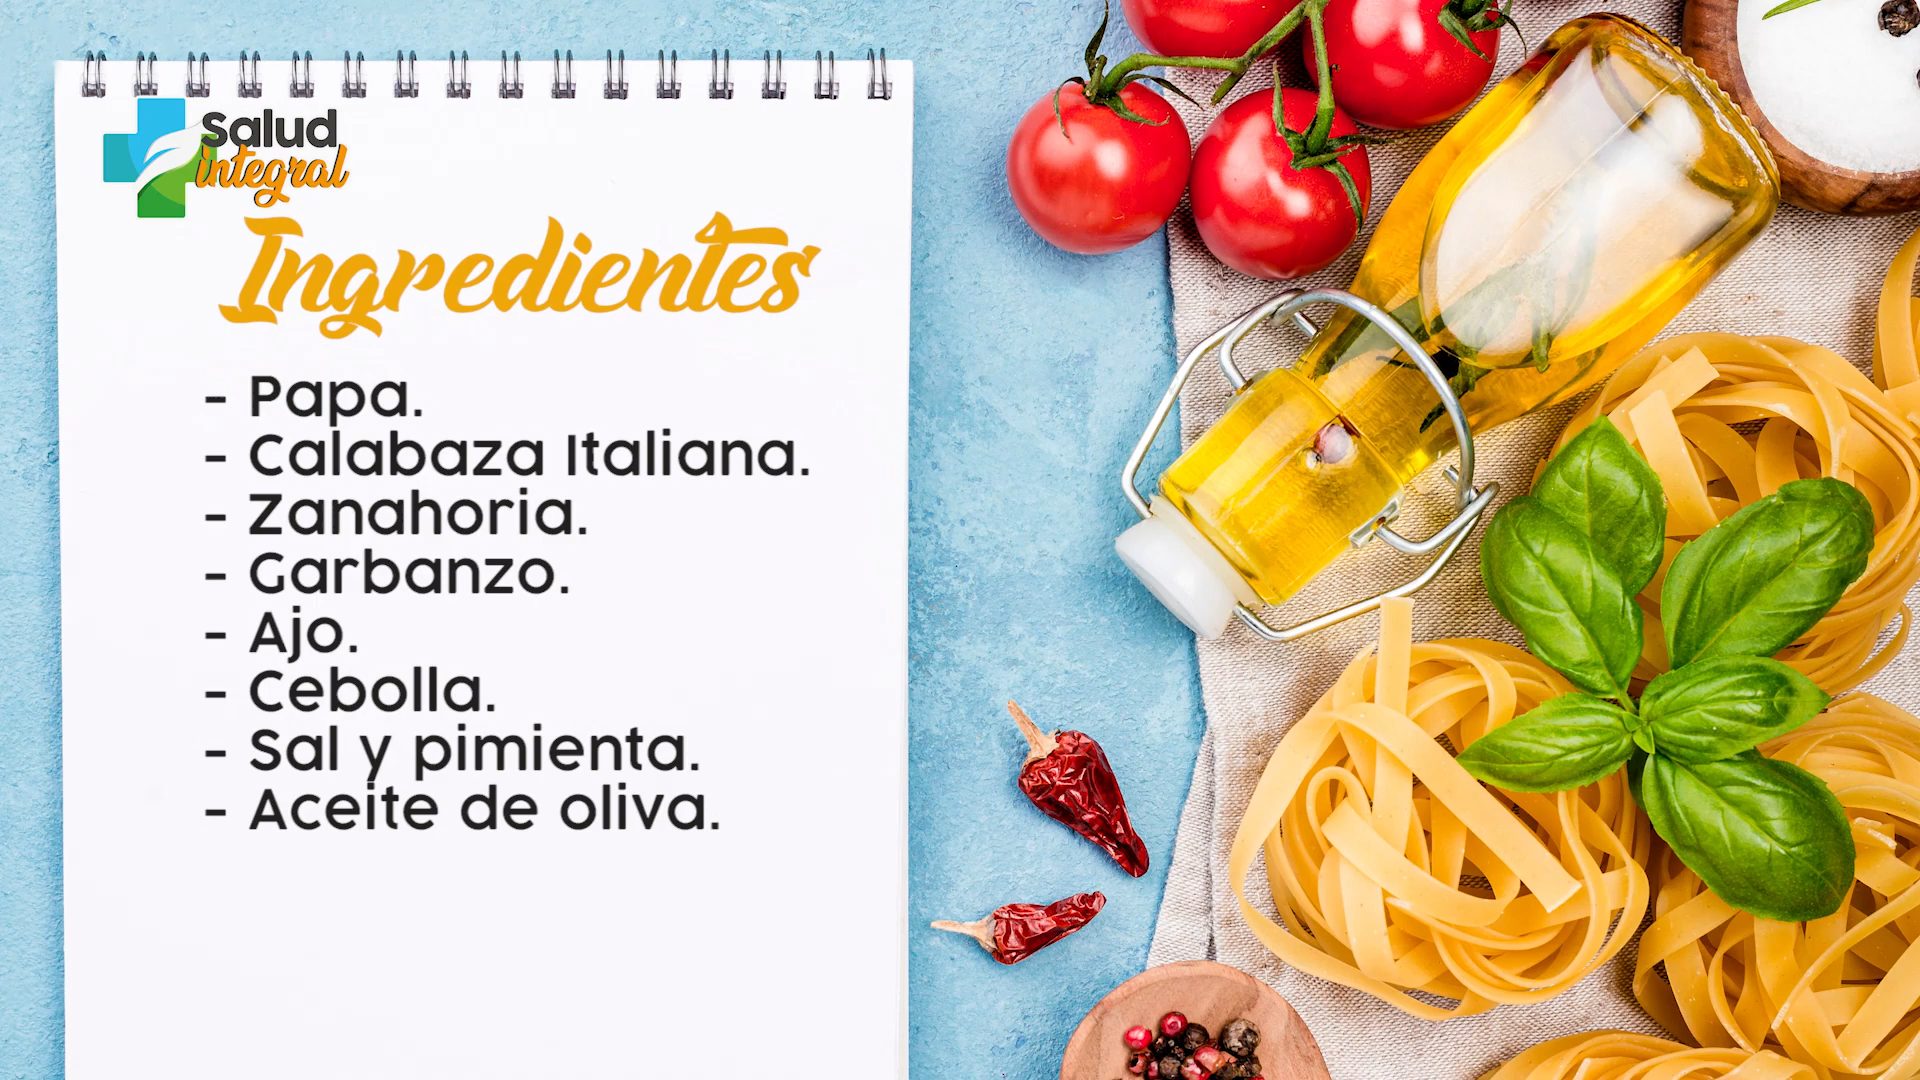 Salud
integral
Ingredientes
- Papa.
- Calabaza Italiana.
- Zanahoria.
- Garbanzo.
- Ajo.
- Cebolla.
- Sal y pimienta.
- Aceite de oliva.